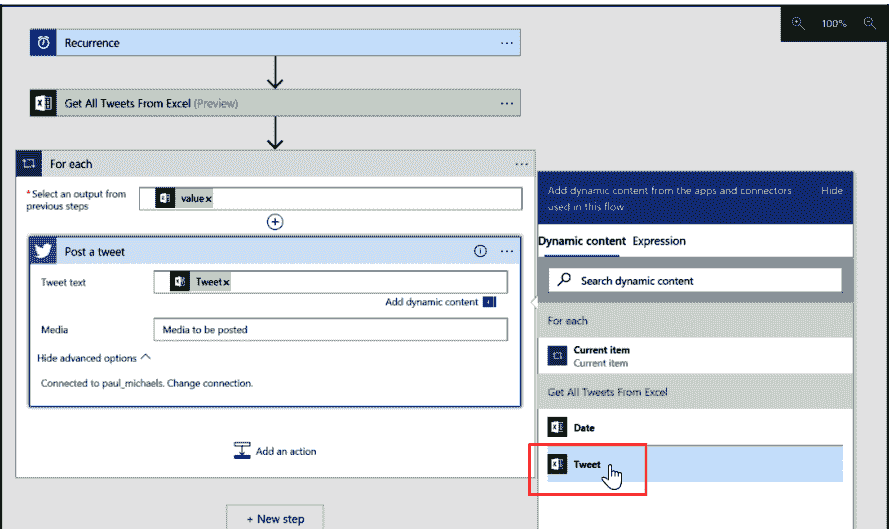 100%
Recurrence
Get All Tweets From Excel (Preview)
For each
*Select an output from
previous steps
value x
Post a tweet
Tweet text
Tweet x
Add dynamic content
Media
Media to be posted
Hide advanced options
Connected to paul_michaels. Change connection.
Add an action
+ New step
Add dynamic content from the apps and connectors
used in this flow
Hide
Dynamic content Expression
Search dynamic content
For each
Current item
Current item
Get All Tweets From Excel
Date
Tweet